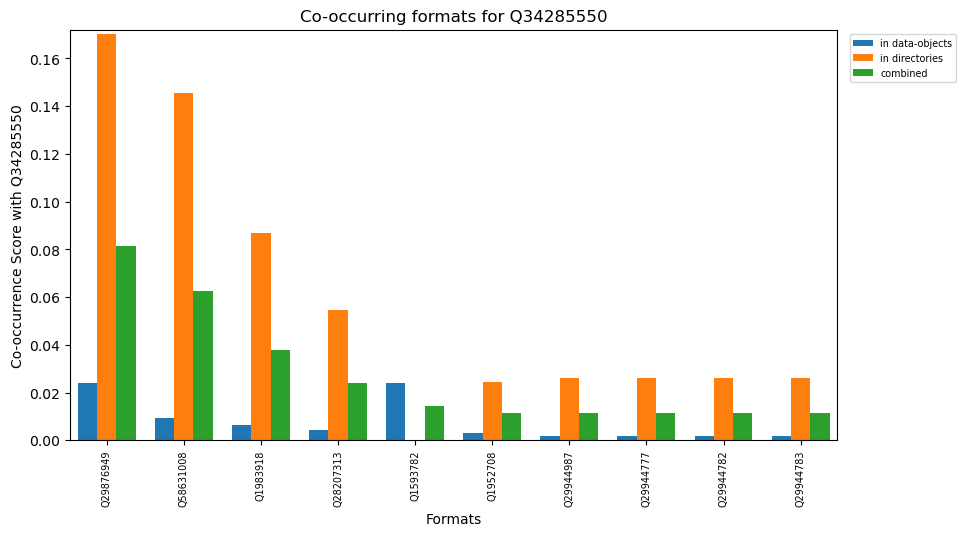 Co-occurring formats for Q34285550
in data-objects
in directories
combined
Co-occurrence Score with Q34285550
0.16
0.14
0.12
0.10
0.08
0.06
0.04
0.02
0.00
Q29876949
Q58631008
Q1983918
Q28207313
Q1593782
Q1952708
Q29944987
Q29944777
Q29944782
Q29944783
Formats